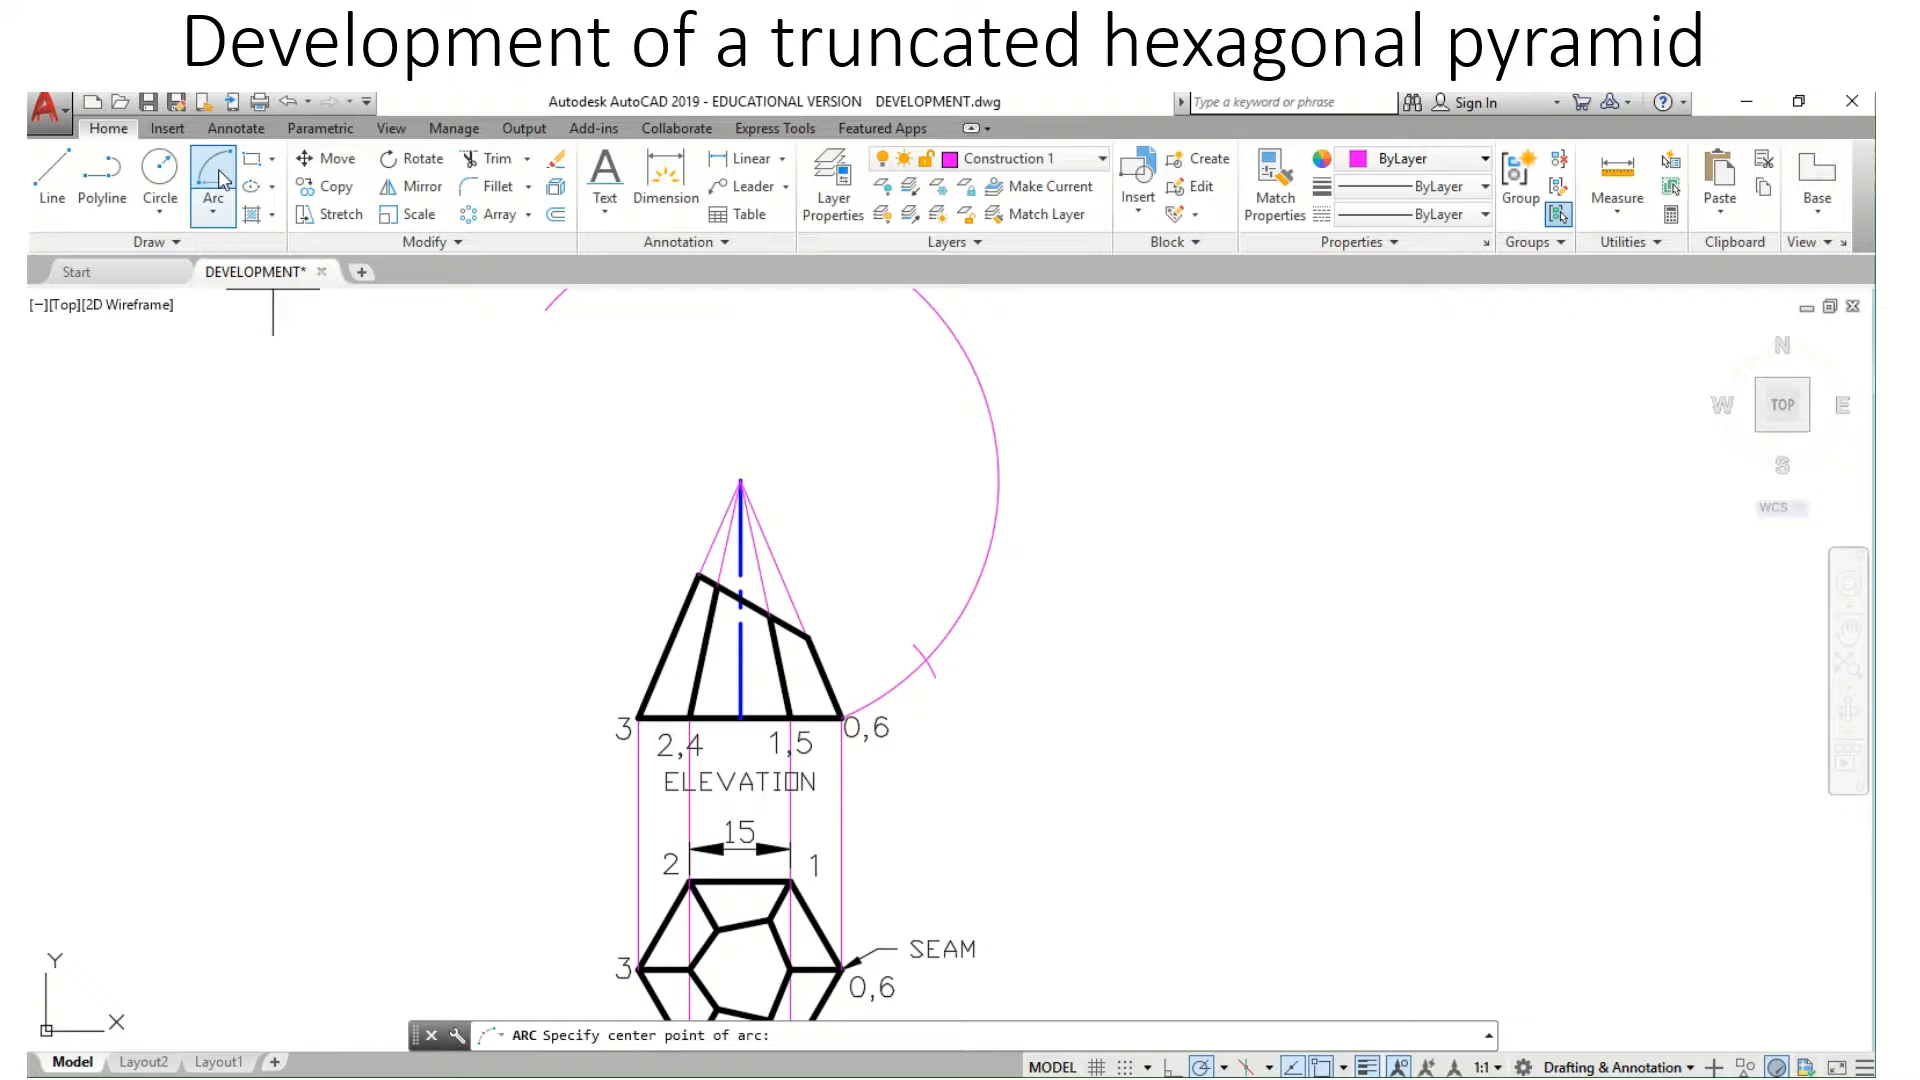 Development of a truncated hexagonal pyramid
Autodesk AutoCAD 2019 - EDUCATIONAL VERSION DEVELOPMENT.dwg
Type a keyword or phrase
Sign In
Home Insert Annotate Parametric View Manage Output Add-ins Collaborate Express Tools Featured Apps
Line Polyline Circle Arc
Move Rotate Trim
Copy Mirror Fillet
Stretch Scale Array
Text Dimension
Linear
Leader
Table
Layer Properties
Construction 1
Make Current
Match Layer
Insert
Create
Edit
Match Properties
ByLayer
ByLayer
ByLayer
Group
Measure
Paste
Base
Draw Modify Annotation Layers Block Properties Groups Utilities Clipboard View
Start DEVELOPMENT*
[−][Top][2D Wireframe]
N
W TOP E
S
WCS
3 2,4 1,5 0,6
ELEVATION
15
2 1
3 SEAM
0,6
Y
X
ARC Specify center point of arc:
Model Layout2 Layout1
MODEL 1:1 Drafting & Annotation